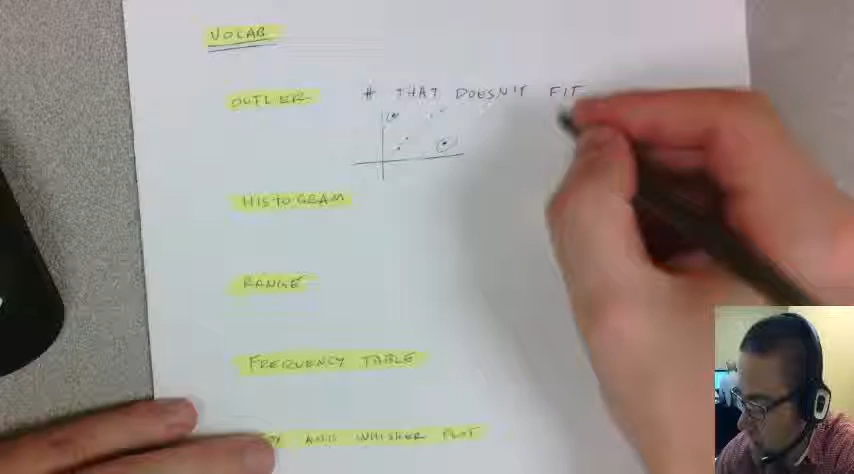 VOCAB
OUTLIER # THAT DOESN'T FIT
HISTOGRAM
RANGE
FREQUENCY TABLE
AND WHISKER PLOT